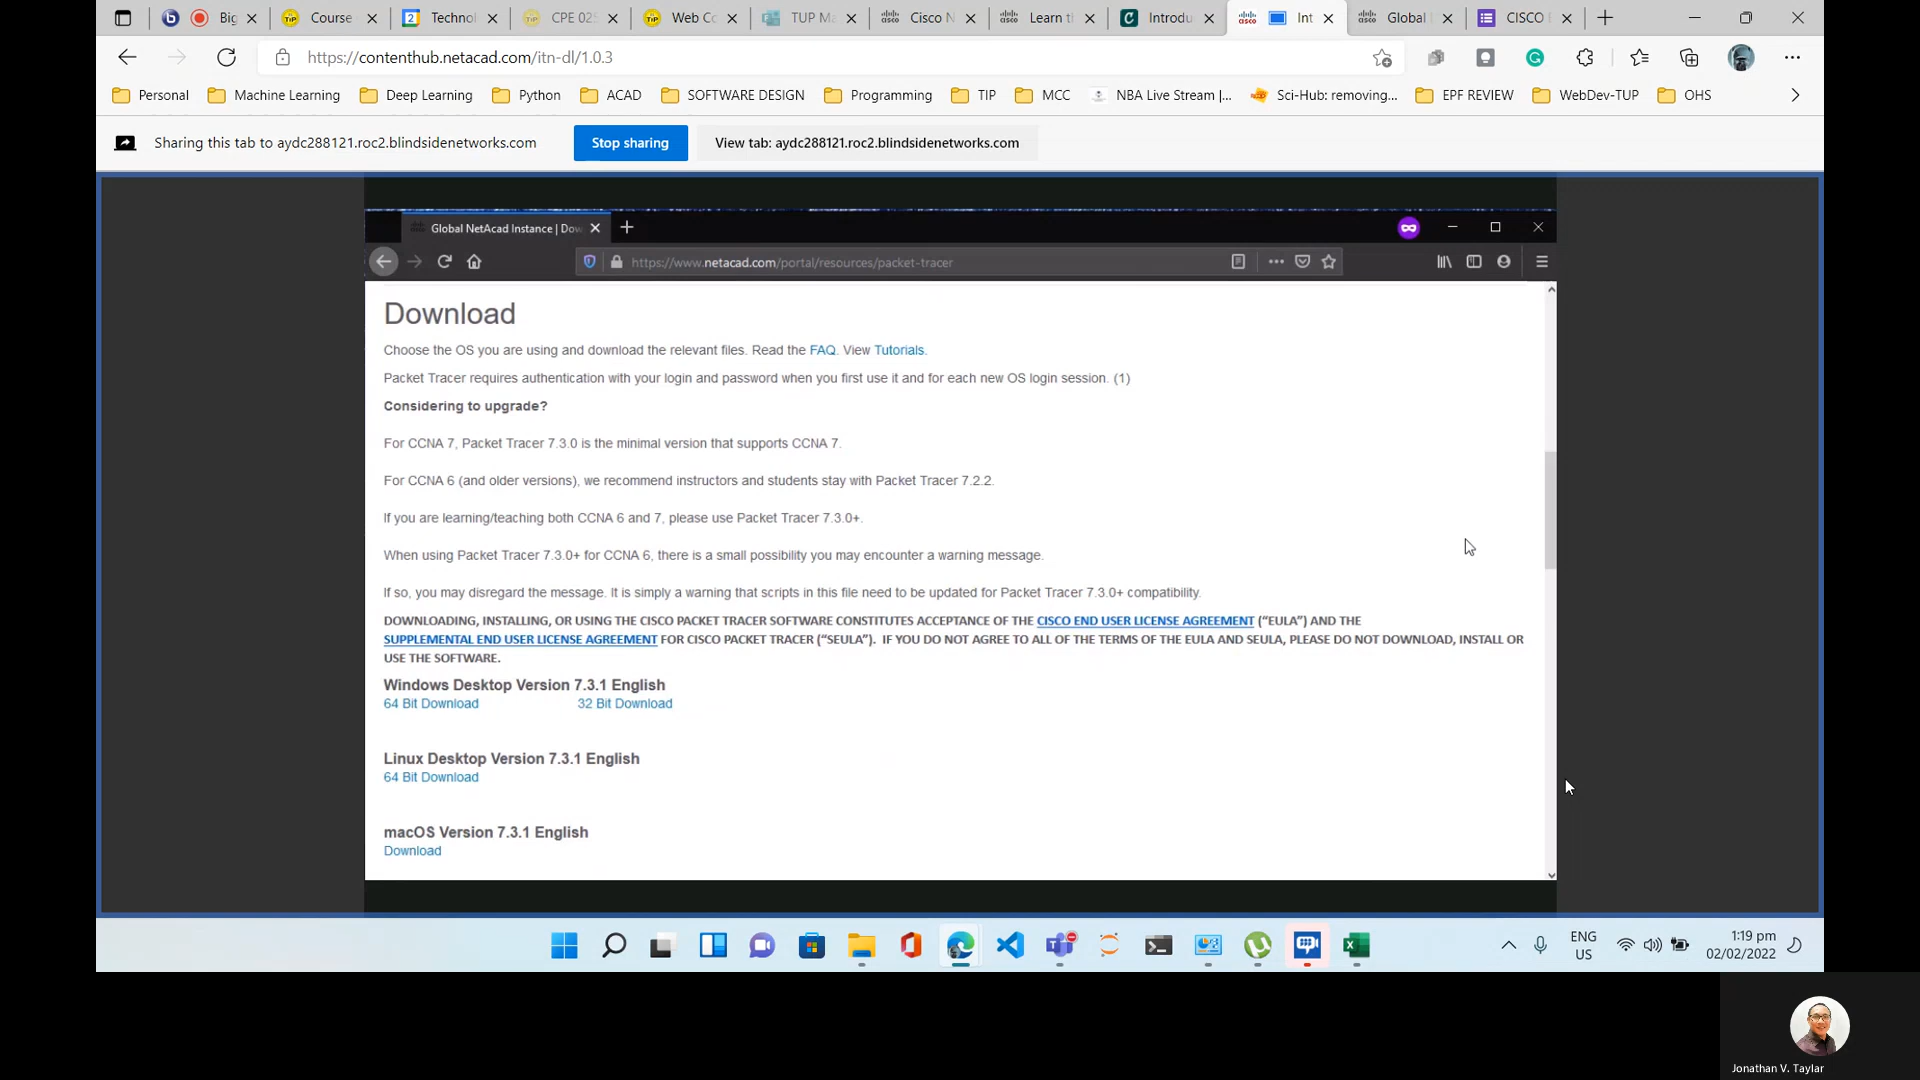 Big
Course
Technol
CPE 025
Web Co
TUP Ma
Cisco N
Learn t
Introdu
Int
Global
CISCO
https://contenthub.netacad.com/itn-dl/1.0.3
Personal
Machine Learning
Deep Learning
Python
ACAD
SOFTWARE DESIGN
Programming
TIP
MCC
NBA Live Stream |...
Sci-Hub: removing...
EPF REVIEW
WebDev-TUP
OHS
Sharing this tab to aydc288121.roc2.blindsidenetworks.com
Stop sharing
View tab: aydc288121.roc2.blindsidenetworks.com
Global NetAcad Instance | Dow
https://www.netacad.com/portal/resources/packet-tracer
Download
Choose the OS you are using and download the relevant files. Read the FAQ. View Tutorials.
Packet Tracer requires authentication with your login and password when you first use it and for each new OS login session. (1)
Considering to upgrade?
For CCNA 7, Packet Tracer 7.3.0 is the minimal version that supports CCNA 7.
For CCNA 6 (and older versions), we recommend instructors and students stay with Packet Tracer 7.2.2.
If you are learning/teaching both CCNA 6 and 7, please use Packet Tracer 7.3.0+.
When using Packet Tracer 7.3.0+ for CCNA 6, there is a small possibility you may encounter a warning message.
If so, you may disregard the message. It is simply a warning that scripts in this file need to be updated for Packet Tracer 7.3.0+ compatibility.
DOWNLOADING, INSTALLING, OR USING THE CISCO PACKET TRACER SOFTWARE CONSTITUTES ACCEPTANCE OF THE CISCO END USER LICENSE AGREEMENT (“EULA”) AND THE
SUPPLEMENTAL END USER LICENSE AGREEMENT FOR CISCO PACKET TRACER (“SEULA”). IF YOU DO NOT AGREE TO ALL OF THE TERMS OF THE EULA AND SEULA, PLEASE DO NOT DOWNLOAD, INSTALL OR
USE THE SOFTWARE.
Windows Desktop Version 7.3.1 English
64 Bit Download
32 Bit Download
Linux Desktop Version 7.3.1 English
64 Bit Download
macOS Version 7.3.1 English
Download
ENG
US
1:19 pm
02/02/2022
Jonathan V. Taylar